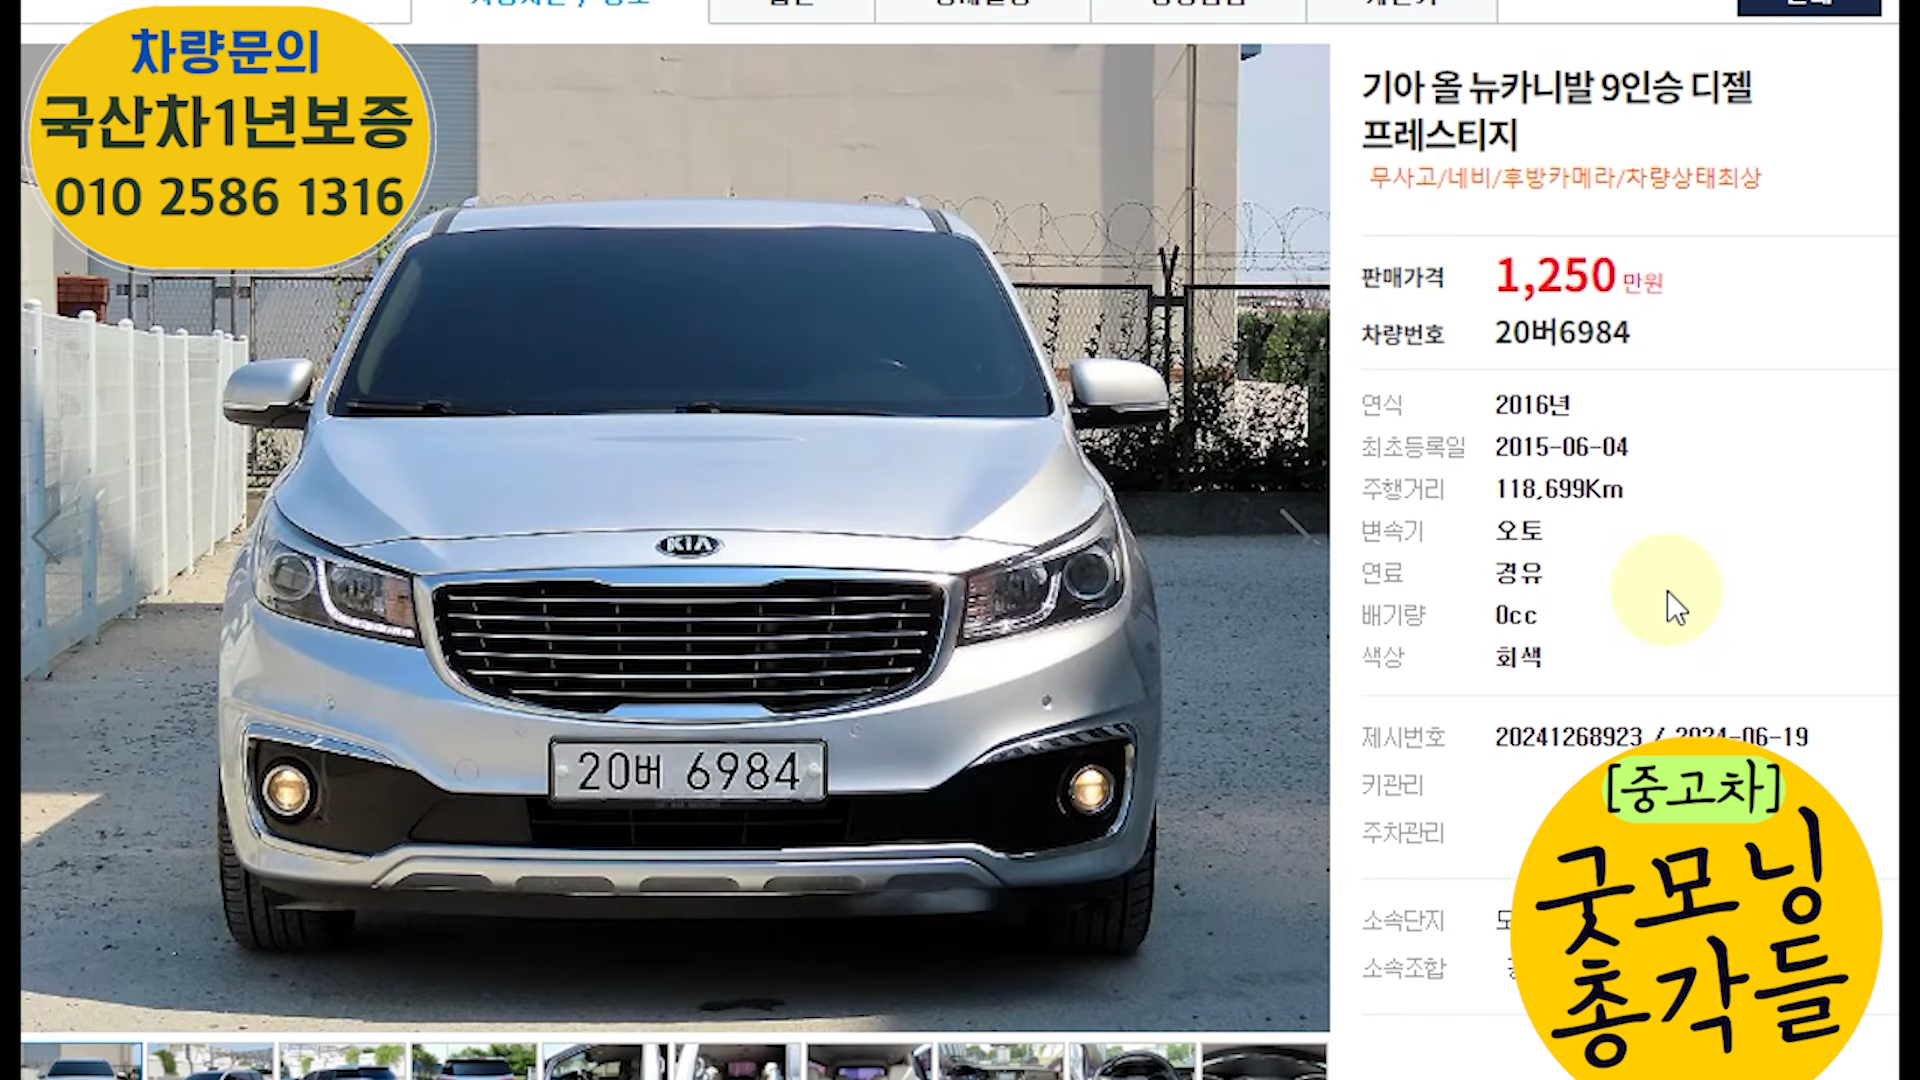 차량문의
국산차1년보증
010 2586 1316
기아 올 뉴카니발 9인승 디젤
프레스티지
무사고/네비/후방카메라/차량상태최상
판매가격 1,250 만원
차량번호 20버6984
연식 2016년
최초등록일 2015-06-04
주행거리 118,699Km
변속기 오토
연료 경유
배기량 0cc
색상 회색
제시번호 20241268923 / 2024-06-19
키관리
주차관리
소속단지
소속조합
KIA
20버 6984
[중고차]
굿모닝
총각들